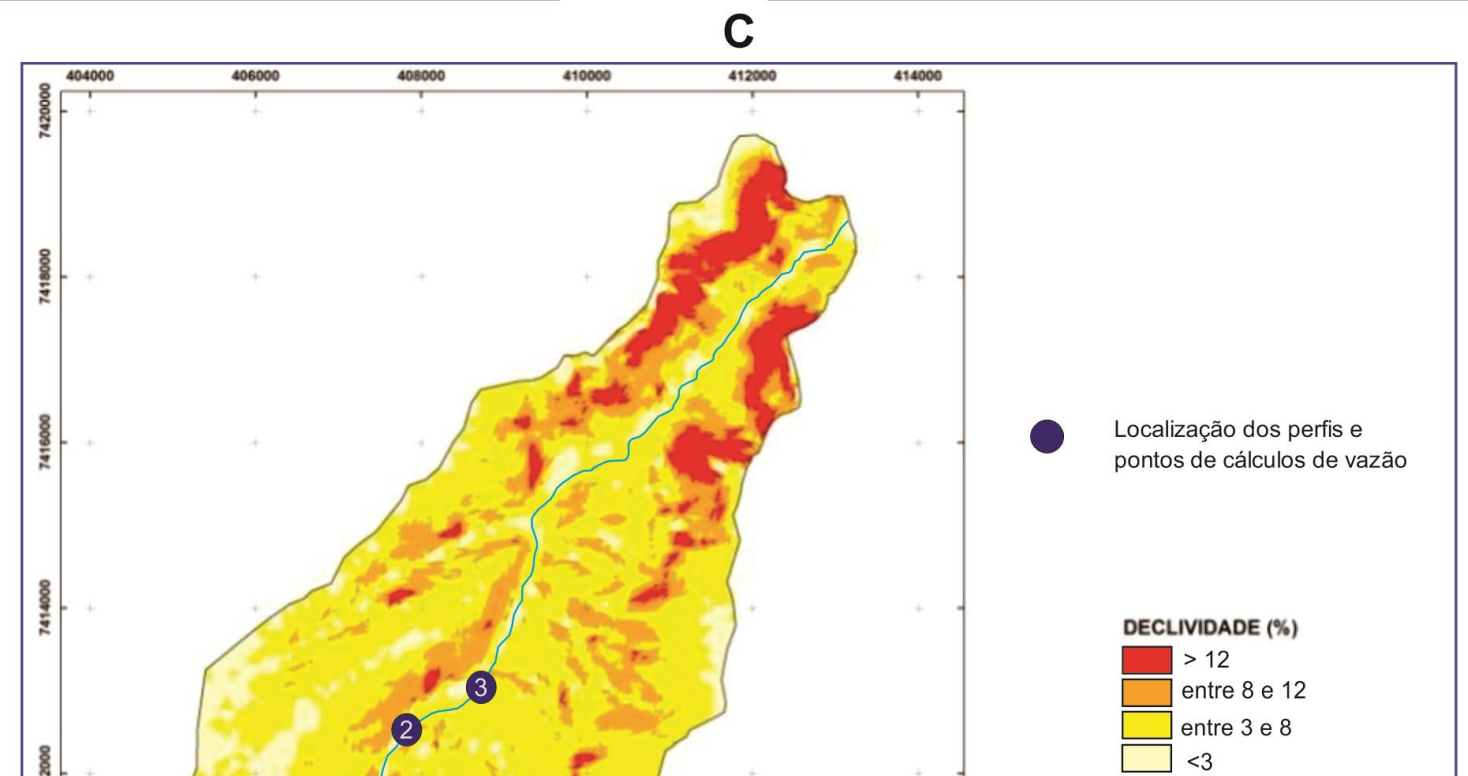 C
404000 406000 408000 410000 412000 414000
7420000
7418000
7416000
7414000
2000
3
2
Localização dos perfis e
pontos de cálculos de vazão
DECLIVIDADE (%)
> 12
entre 8 e 12
entre 3 e 8
<3